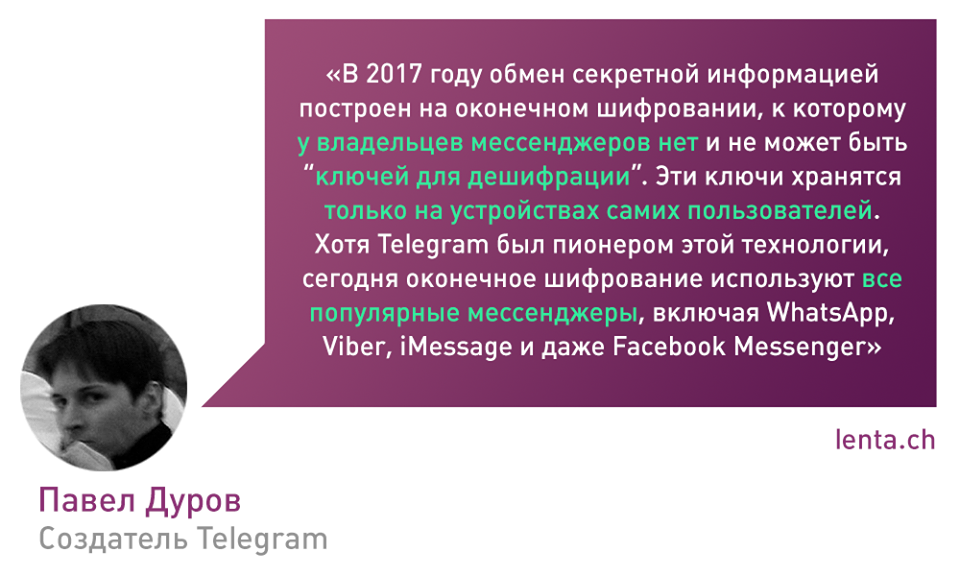 «В 2017 году обмен секретной информацией
построен на оконечном шифровании, к которому
у владельцев мессенджеров нет и не может быть
“ключей для дешифрации”. Эти ключи хранятся
только на устройствах самих пользователей.
Хотя Telegram был пионером этой технологии,
сегодня оконечное шифрование используют все
популярные мессенджеры, включая WhatsApp,
Viber, iMessage и даже Facebook Messenger»
lenta.ch
Павел Дуров
Создатель Telegram